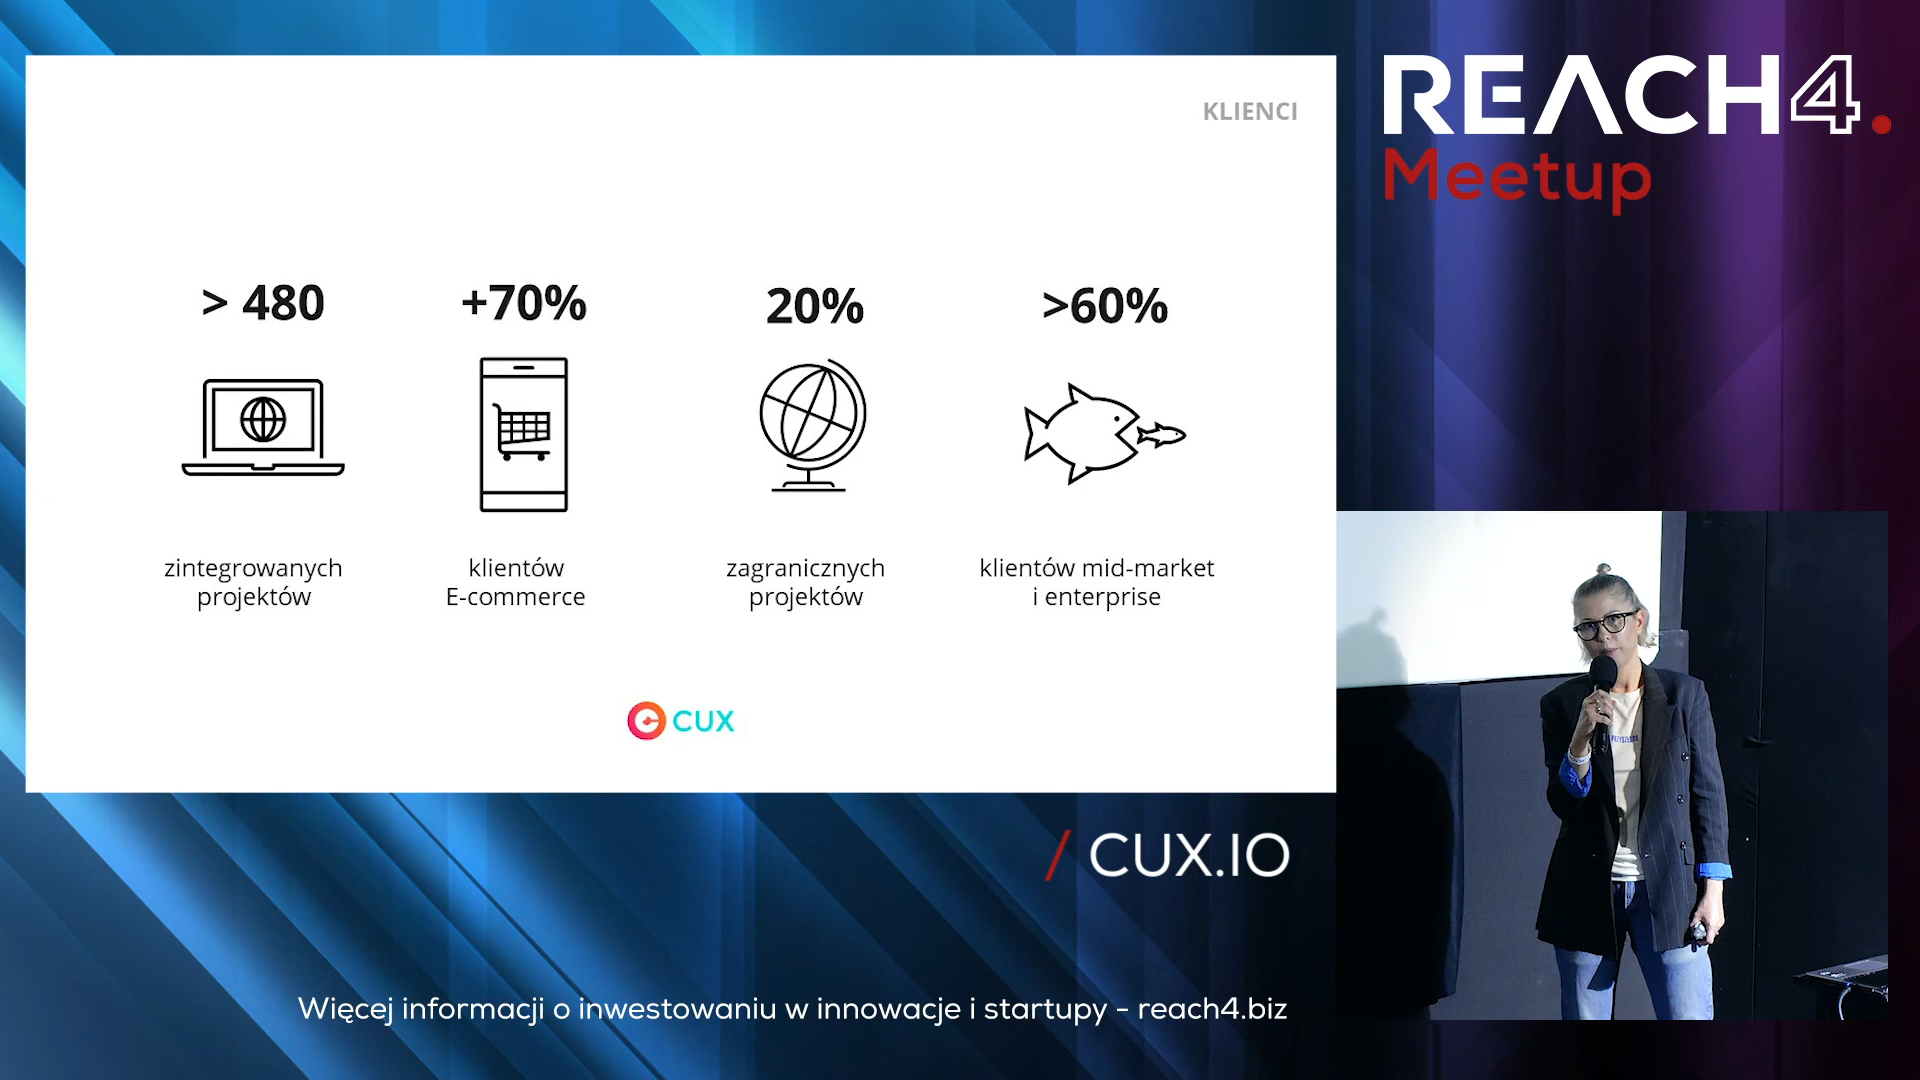 KLIENCI
> 480
zintegrowanych
projektów
+70%
klientów
E-commerce
20%
zagranicznych
projektów
>60%
klientów mid-market
i enterprise
CUX
REACH4.
Meetup
/ CUX.IO
Więcej informacji o inwestowaniu w innowacje i startupy - reach4.biz